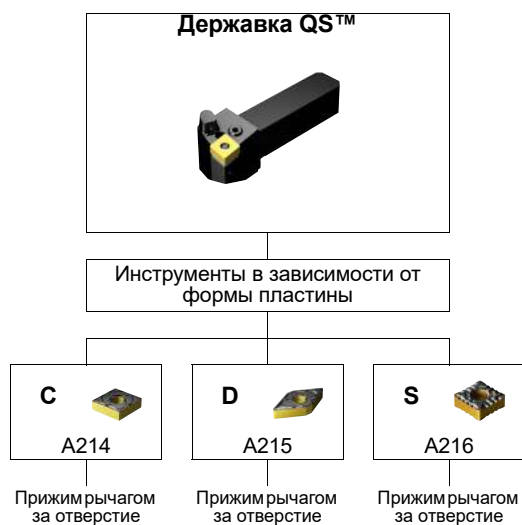 Державка QS™
Инструменты в зависимости от
формы пластины
C
D
S
A214
A215
A216
Прижим рычагом
за отверстие
Прижим рычагом
за отверстие
Прижим рычагом
за отверстие